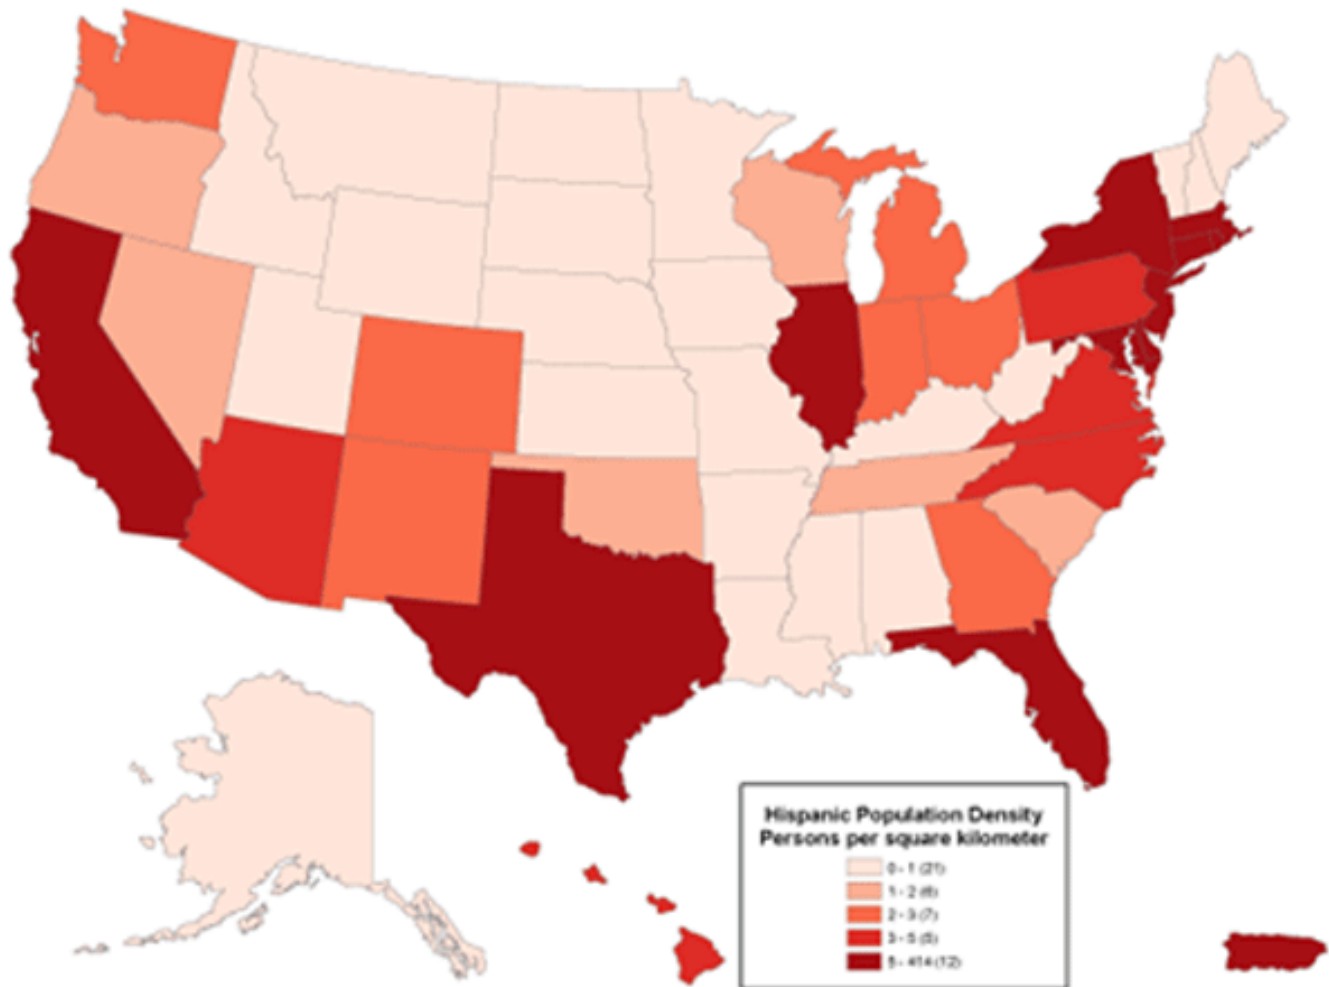 Hispanic Population Density
Persons per square kilometer
0 - 1 (21)
1 - 2 (6)
2 - 3 (7)
3 - 5 (5)
5 - 414 (12)